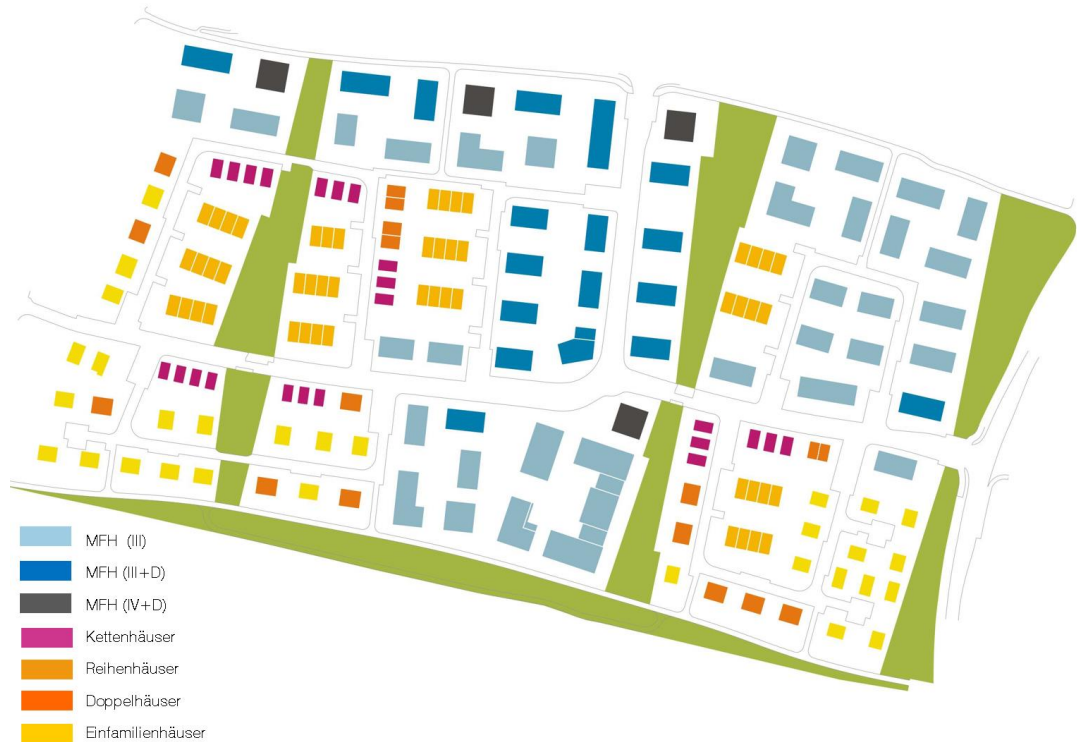 MFH (III)
MFH (III+D)
MFH (IV+D)
Kettenhäuser
Reihenhäuser
Doppelhäuser
Einfamilienhäuser